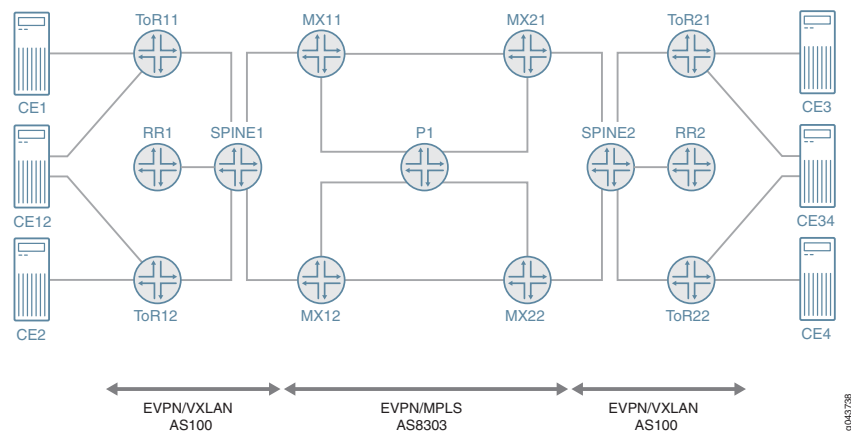 ToR11
MX11
MX21
ToR21
CE1
CE3
RR1
SPINE1
P1
SPINE2
RR2
CE12
CE34
ToR12
MX12
MX22
ToR22
CE2
CE4
EVPN/VXLAN
AS100
EVPN/MPLS
AS8303
EVPN/VXLAN
AS100
g043738